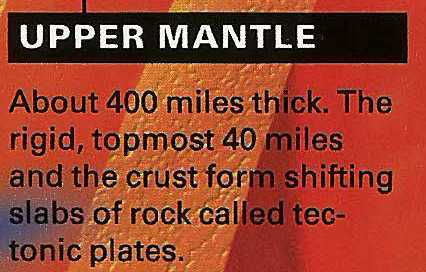 UPPER MANTLE
About 400 miles thick. The
rigid, topmost 40 miles
and the crust form shifting
slabs of rock called tec-
tonic plates.